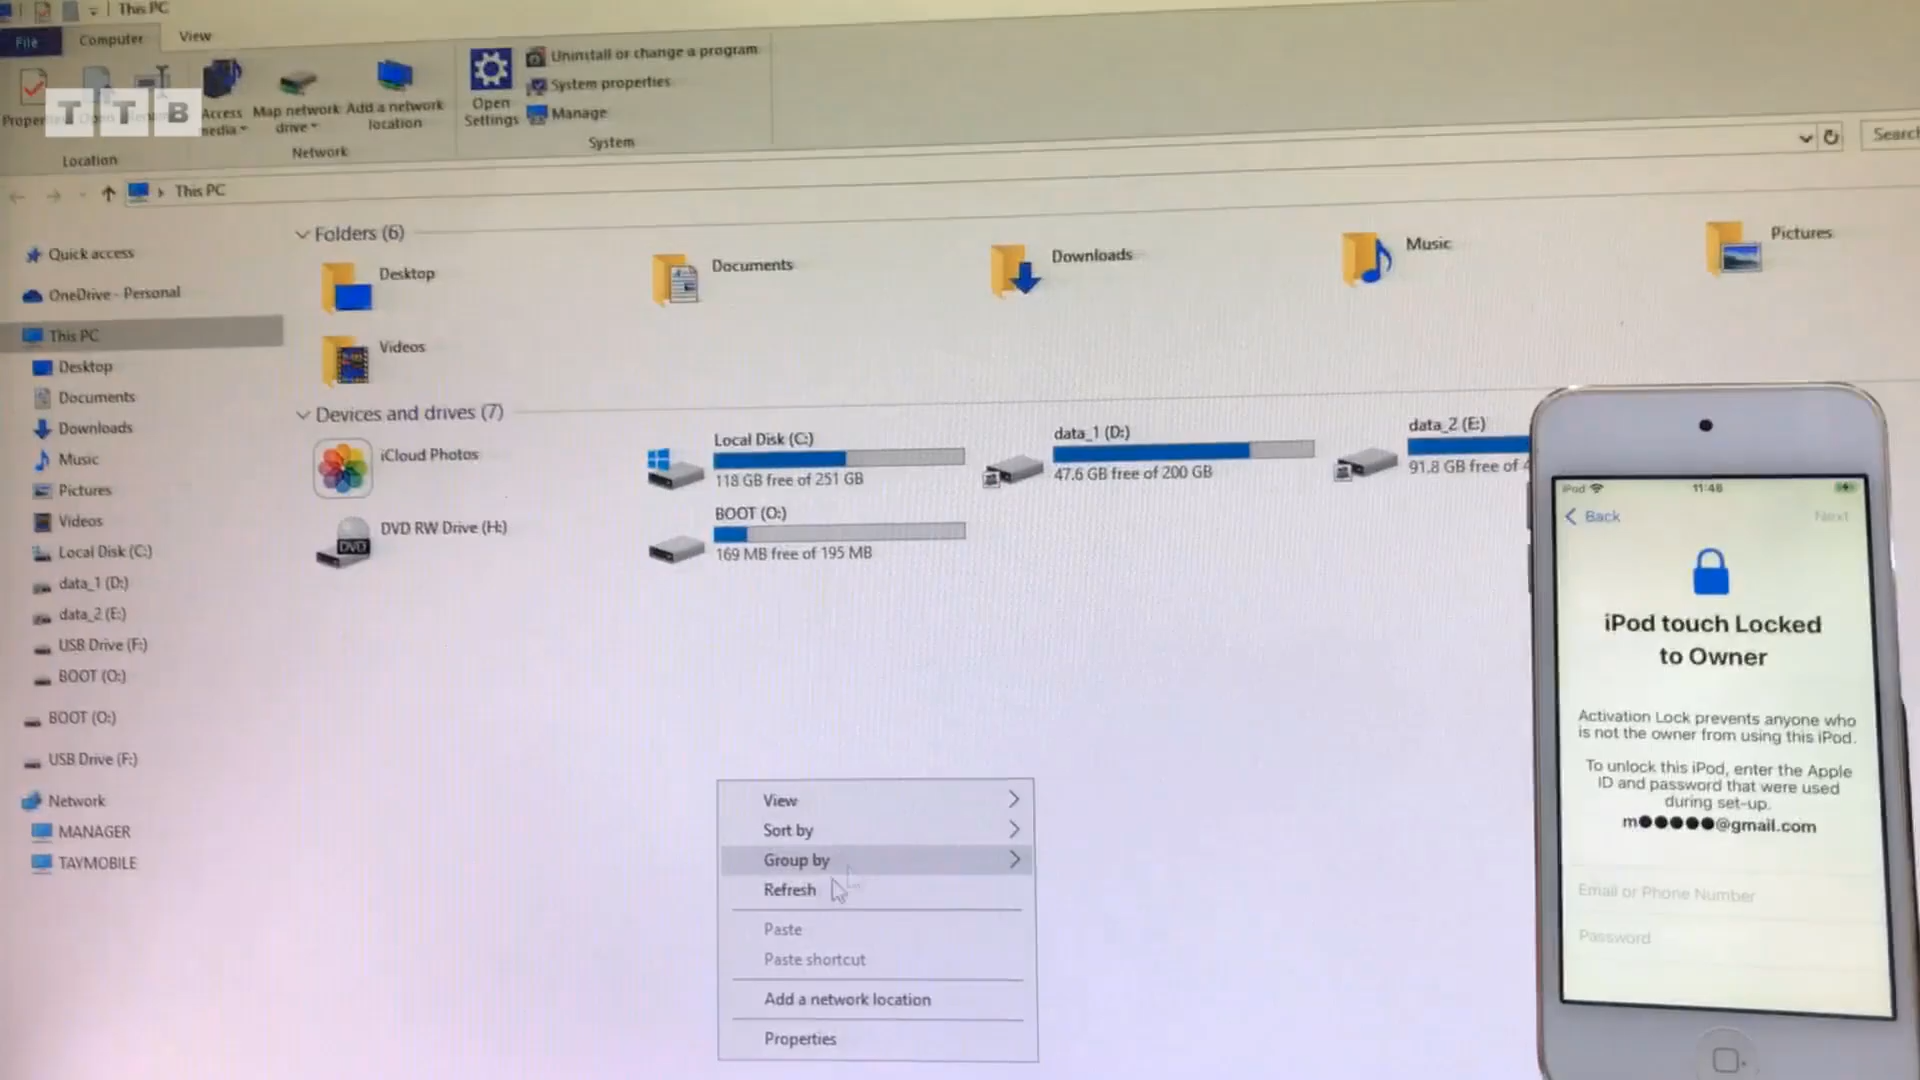 This PC
File
Computer
View
TTB
Access
media
Map network
drive
Add a network
location
Open
Settings
Uninstall or change a program
System properties
Manage
Location
Network
System
This PC
Search
Quick access
OneDrive - Personal
This PC
Desktop
Documents
Downloads
Music
Pictures
Videos
Local Disk (C:)
data_1 (D:)
data_2 (E:)
USB Drive (F:)
BOOT (O:)
BOOT (O:)
USB Drive (F:)
Network
MANAGER
TAYMOBILE
Folders (6)
Desktop
Documents
Downloads
Music
Pictures
Videos
Devices and drives (7)
iCloud Photos
Local Disk (C:)
118 GB free of 251 GB
data_1 (D:)
47.6 GB free of 200 GB
data_2 (E:)
91.8 GB free of 4
DVD
DVD RW Drive (H:)
BOOT (O:)
169 MB free of 195 MB
View
Sort by
Group by
Refresh
Paste
Paste shortcut
Add a network location
Properties
iPod
11:46
Back
Next
iPod touch Locked
to Owner
Activation Lock prevents anyone who
is not the owner from using this iPod.
To unlock this iPod, enter the Apple
ID and password that were used
during set-up.
m●●●●●@gmail.com
Email or Phone Number
Password